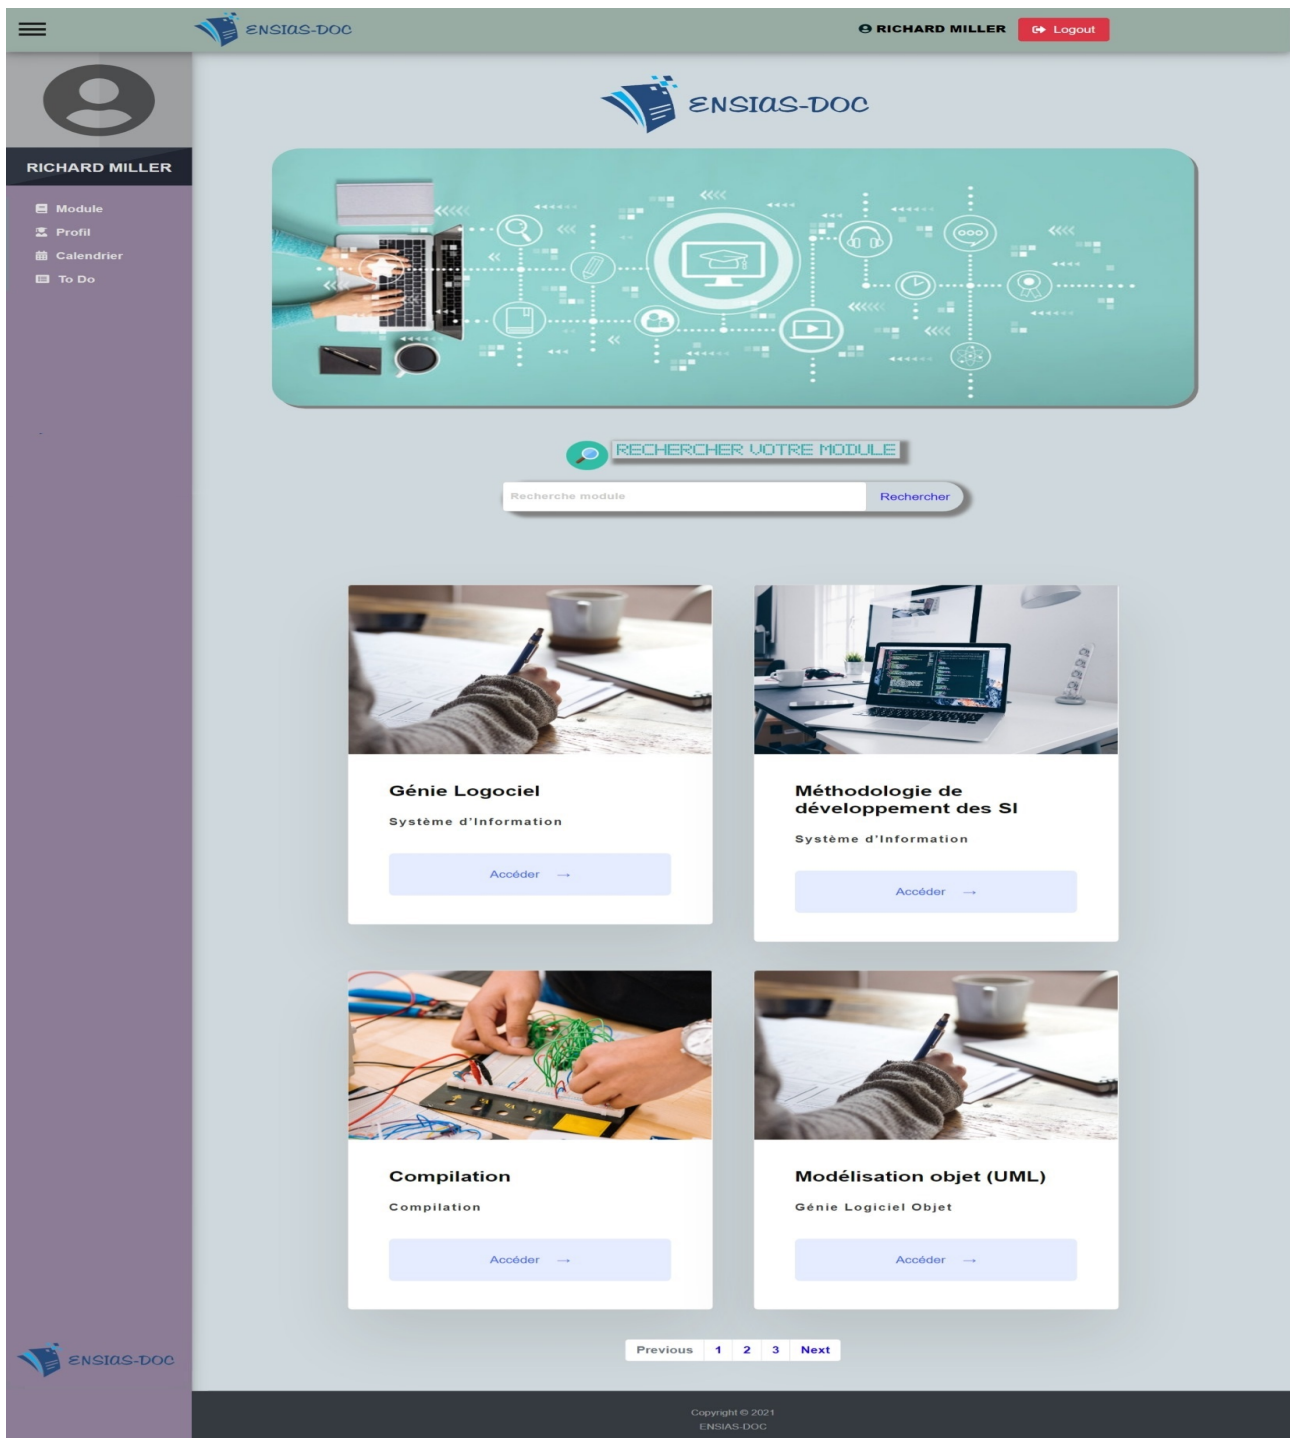 ENSIAS-DOC
RICHARD MILLER
Logout
RICHARD MILLER
Module
Profil
Calendrier
To Do
ENSIAS-DOC
ENSIAS-DOC
RECHERCHER VOTRE MODULE
Recherche module
Rechercher
Génie Logociel
Système d'Information
Accéder →
Méthodologie de
développement des SI
Système d'Information
Accéder →
Compilation
Compilation
Accéder →
Modélisation objet (UML)
Génie Logiciel Objet
Accéder →
Previous 1 2 3 Next
Copyright © 2021
ENSIAS-DOC